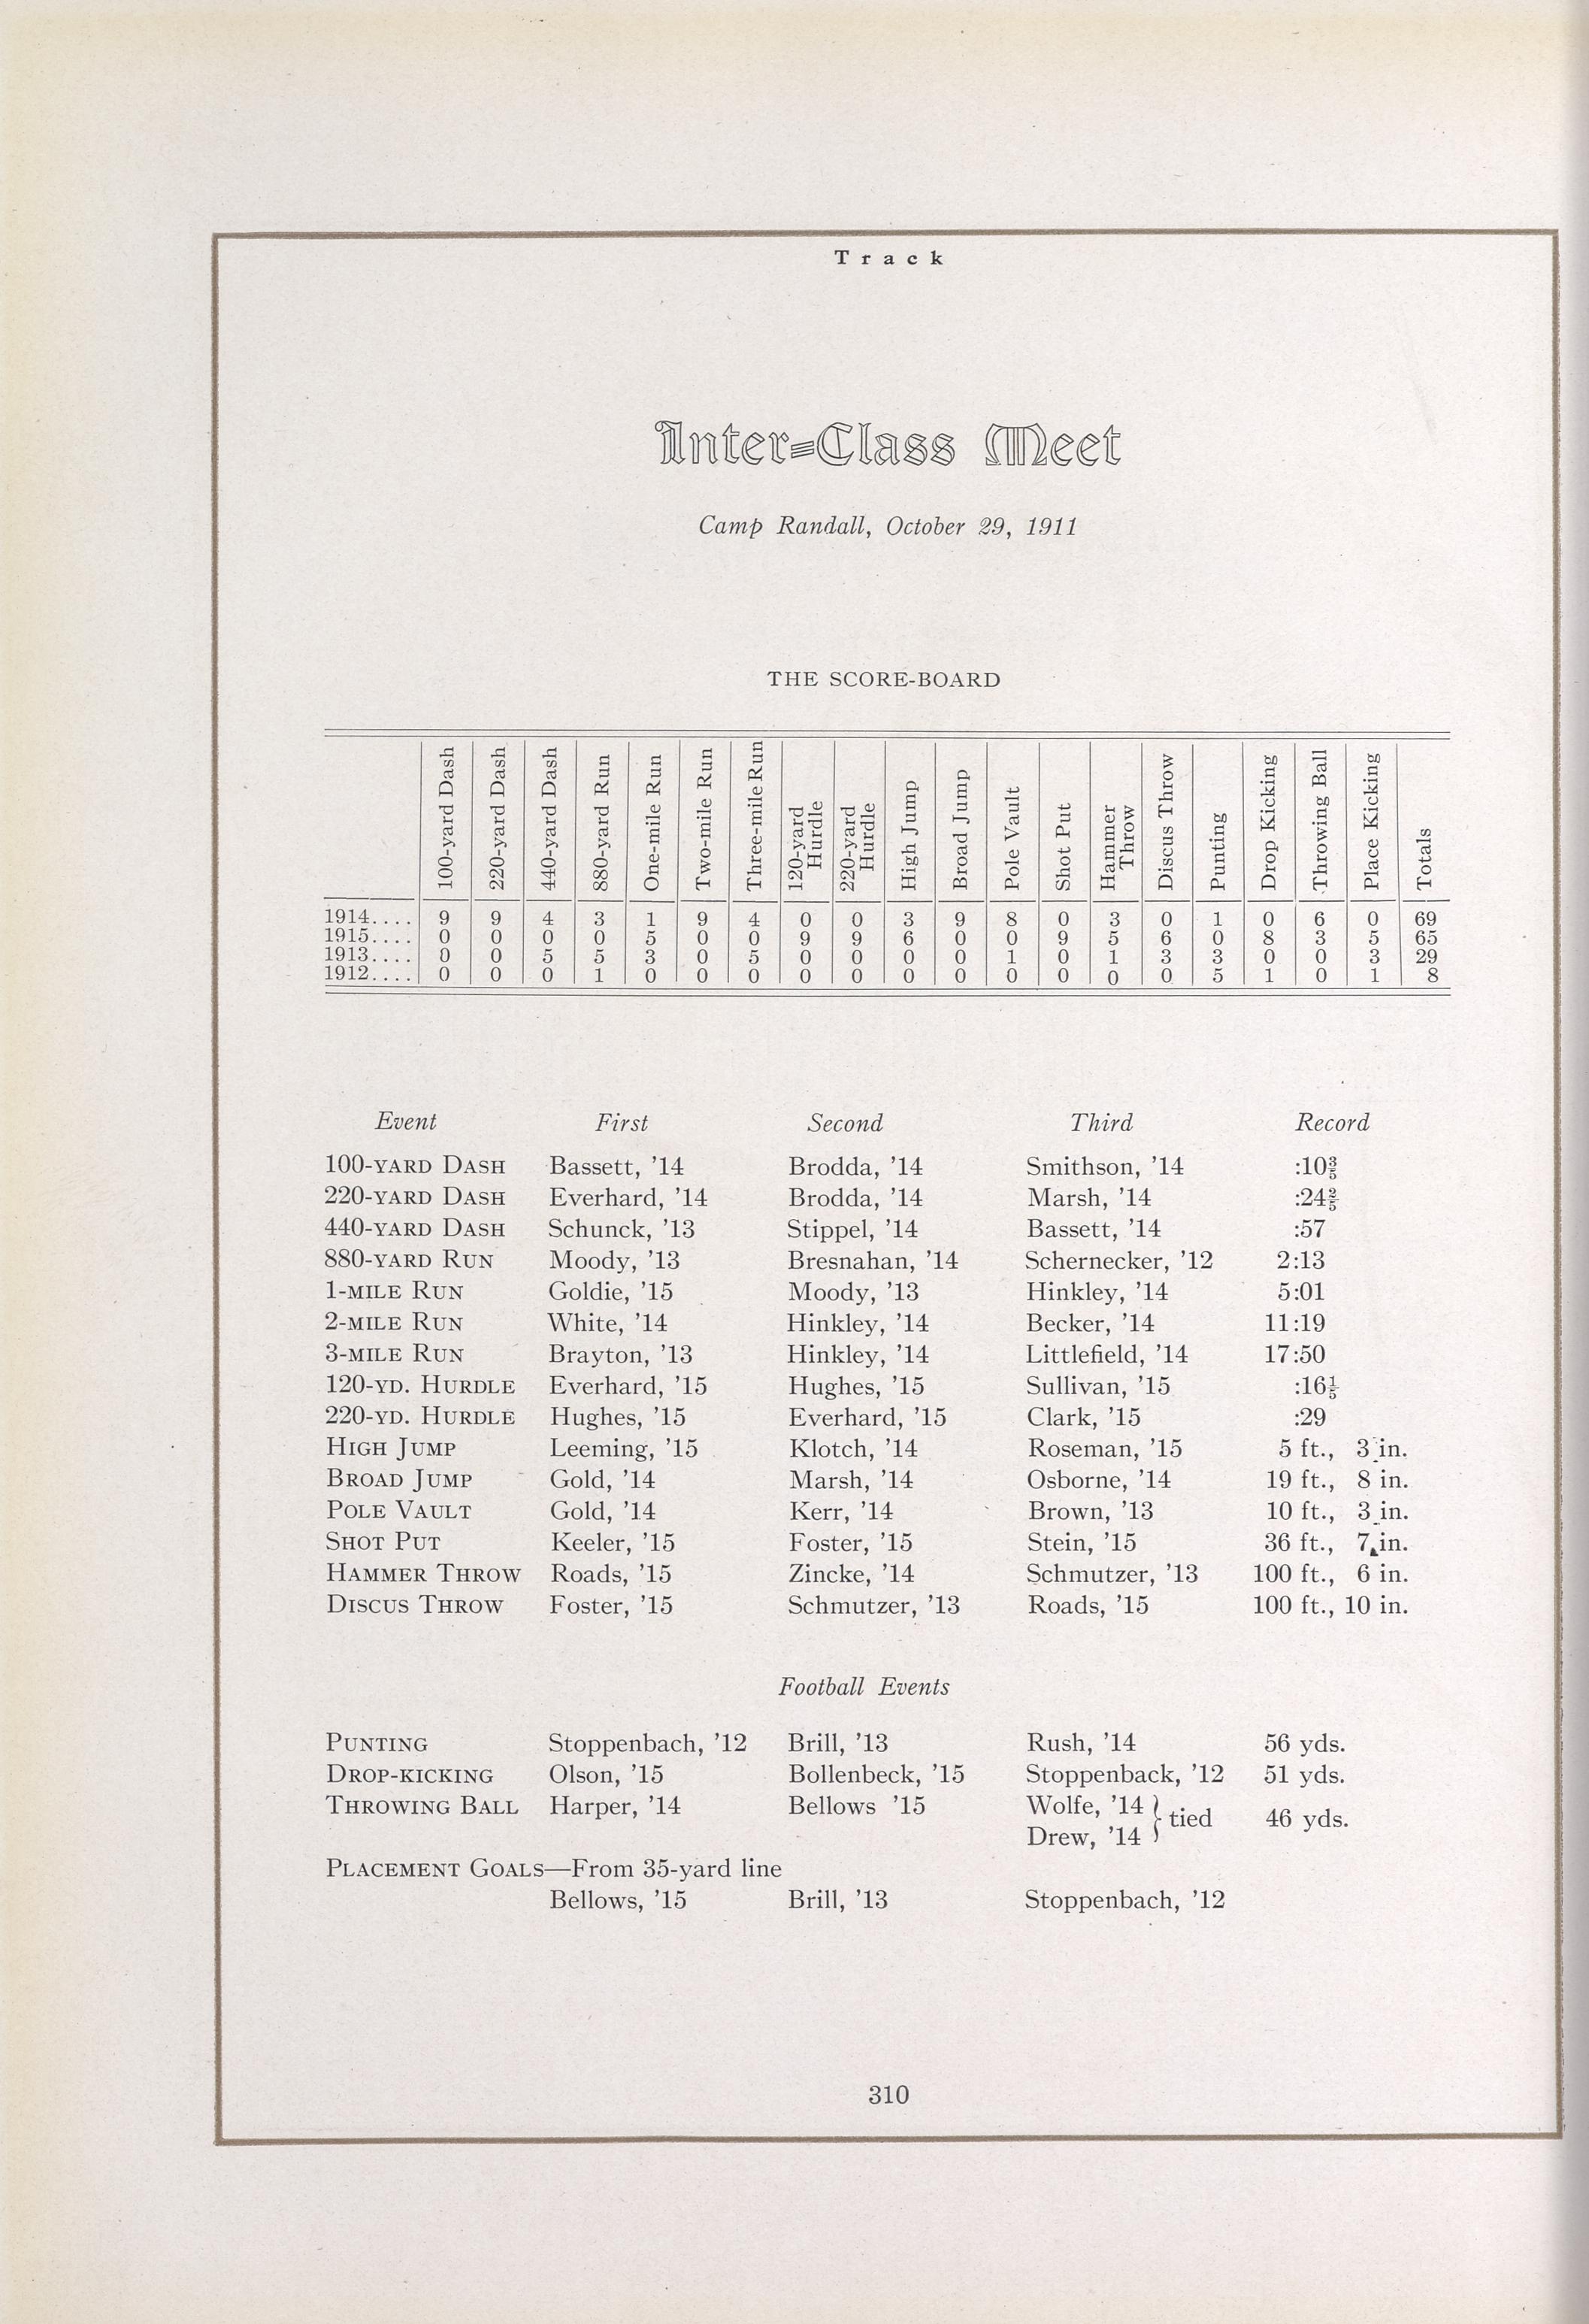 Track
Inter=Class Meet
Camp Randall, October 29, 1911
THE SCORE-BOARD
100-yard Dash 220-yard Dash 440-yard Dash 880-yard Run One-mile Run Two-mile Run Three-mile Run 120-yard Hurdle 220-yard Hurdle High Jump Broad Jump Pole Vault Shot Put Hammer Throw Discus Throw Punting Drop Kicking Throwing Ball Place Kicking Totals
1914.... 9 9 4 3 1 9 4 0 0 3 9 8 0 3 0 1 0 6 0 69
1915.... 0 0 0 0 5 0 0 9 9 6 0 0 9 5 6 0 8 3 5 65
1913.... 0 0 5 5 3 0 5 0 0 0 0 1 0 1 3 3 0 0 3 29
1912.... 0 0 0 1 0 0 0 0 0 0 0 0 0 0 0 5 1 0 1 8
Event First Second Third Record
100-YARD DASH Bassett, '14 Brodda, '14 Smithson, '14 :10 3/5
220-YARD DASH Everhard, '14 Brodda, '14 Marsh, '14 :24 2/5
440-YARD DASH Schunck, '13 Stippel, '14 Bassett, '14 :57
880-YARD RUN Moody, '13 Bresnahan, '14 Schernecker, '12 2:13
1-MILE RUN Goldie, '15 Moody, '13 Hinkley, '14 5:01
2-MILE RUN White, '14 Hinkley, '14 Becker, '14 11:19
3-MILE RUN Brayton, '13 Hinkley, '14 Littlefield, '14 17:50
120-YD. HURDLE Everhard, '15 Hughes, '15 Sullivan, '15 :16 1/5
220-YD. HURDLE Hughes, '15 Everhard, '15 Clark, '15 :29
HIGH JUMP Leeming, '15 Klotch, '14 Roseman, '15 5 ft., 3 in.
BROAD JUMP Gold, '14 Marsh, '14 Osborne, '14 19 ft., 8 in.
POLE VAULT Gold, '14 Kerr, '14 Brown, '13 10 ft., 3 in.
SHOT PUT Keeler, '15 Foster, '15 Stein, '15 36 ft., 7 in.
HAMMER THROW Roads, '15 Zincke, '14 Schmutzer, '13 100 ft., 6 in.
DISCUS THROW Foster, '15 Schmutzer, '13 Roads, '15 100 ft., 10 in.
Football Events
PUNTING Stoppenbach, '12 Brill, '13 Rush, '14 56 yds.
DROP-KICKING Olson, '15 Bollenbeck, '15 Stoppenback, '12 51 yds.
THROWING BALL Harper, '14 Bellows '15 Wolfe, '14 } tied 46 yds.
Drew, '14
PLACEMENT GOALS—From 35-yard line
Bellows, '15 Brill, '13 Stoppenbach, '12
310